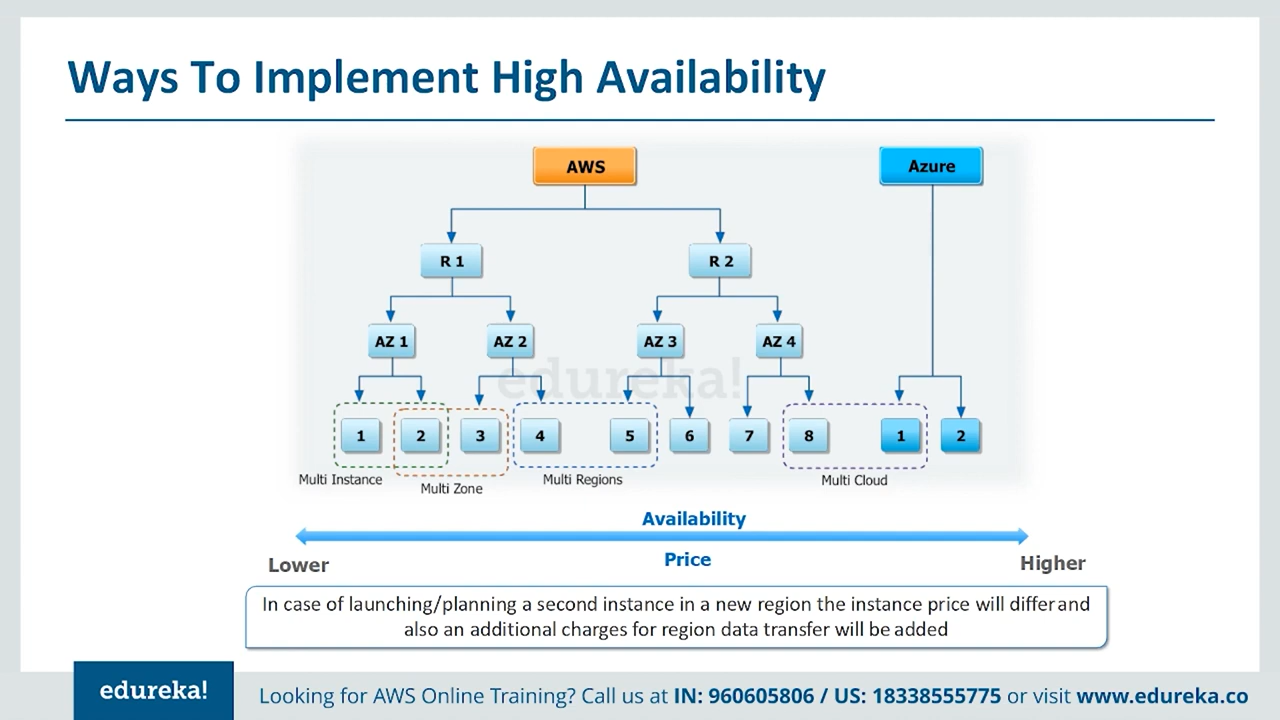 Ways To Implement High Availability
AWS
Azure
R 1
R 2
AZ 1
AZ 2
AZ 3
AZ 4
edureka!
1
2
3
4
5
6
7
8
1
2
Multi Instance
Multi Zone
Multi Regions
Multi Cloud
Availability
Price
Lower
Higher
In case of launching/planning a second instance in a new region the instance price will differ and
also an additional charges for region data transfer will be added
edureka!
Looking for AWS Online Training? Call us at IN: 960605806 / US: 18338555775 or visit www.edureka.co